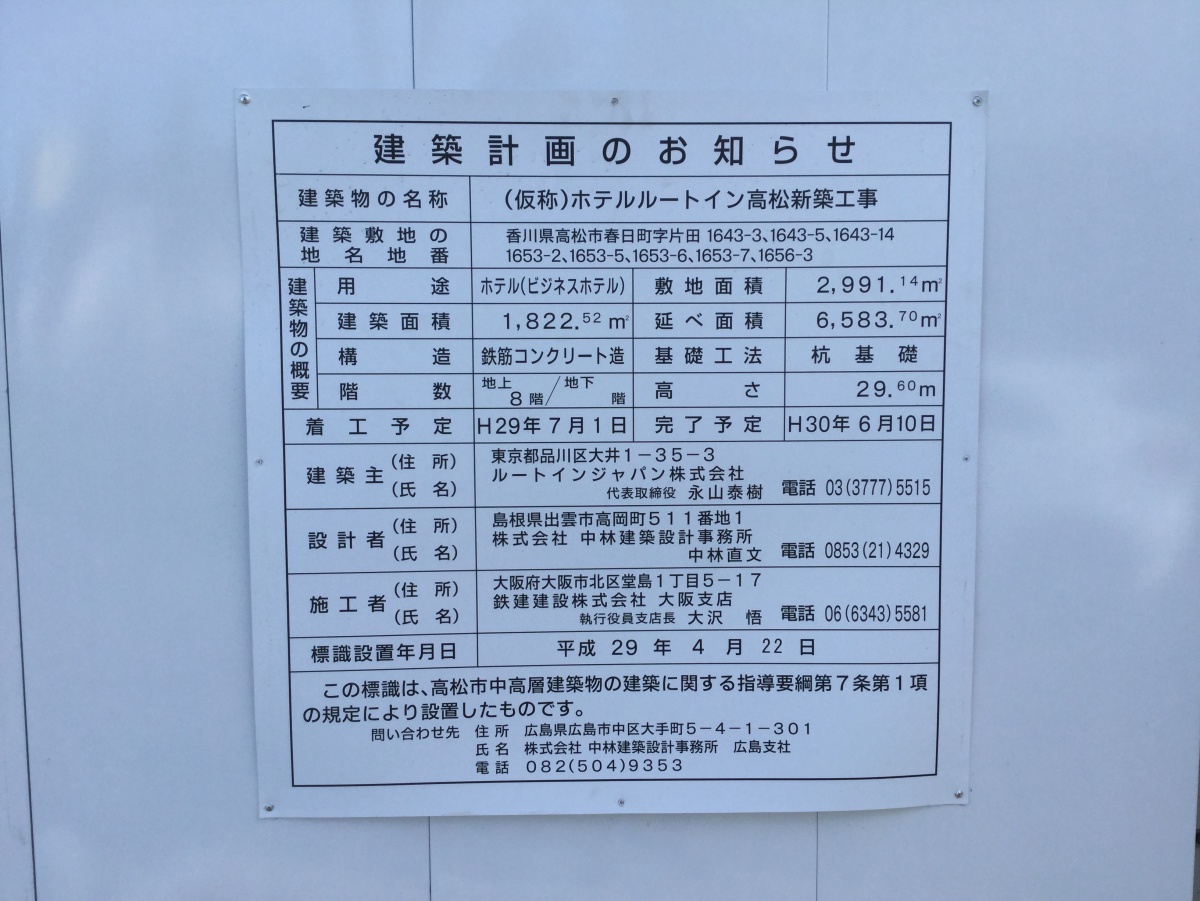 建築計画のお知らせ
建築物の名称 (仮称)ホテルルートイン高松新築工事
建築敷地の 香川県高松市春日町字片田 1643-3、1643-5、1643-14
地名地番 1653-2、1653-5、1653-6、1653-7、1656-3
建築物の概要
用途 ホテル(ビジネスホテル) 敷地面積 2,991.14㎡
建築面積 1,822.52㎡ 延べ面積 6,583.70㎡
構造 鉄筋コンクリート造 基礎工法 杭基礎
階数 地上8階/地下 階 高さ 29.60m
着工予定 H29年7月1日 完了予定 H30年6月10日
建築主 (住所) 東京都品川区大井1-35-3
(氏名) ルートインジャパン株式会社
代表取締役 永山泰樹 電話 03(3777)5515
設計者 (住所) 島根県出雲市高岡町511番地1
(氏名) 株式会社 中林建築設計事務所
中林直文 電話 0853(21)4329
施工者 (住所) 大阪府大阪市北区堂島1丁目5-17
(氏名) 鉄建建設株式会社 大阪支店
執行役員支店長 大沢 悟 電話 06(6343)5581
標識設置年月日 平成 29 年 4 月 22 日
この標識は、高松市中高層建築物の建築に関する指導要綱第7条第1項
の規定により設置したものです。
問い合わせ先 住所 広島県広島市中区大手町5-4-1-301
氏名 株式会社 中林建築設計事務所 広島支社
電話 082(504)9353